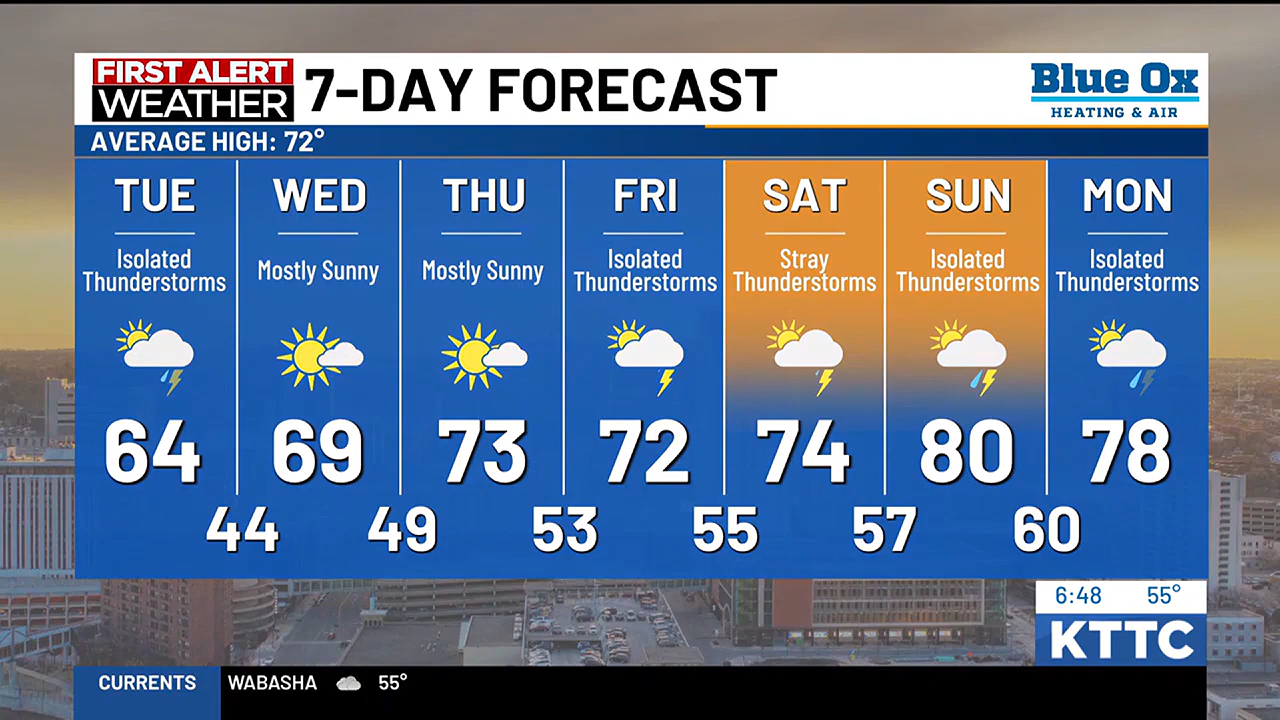 FIRST ALERT
WEATHER
7-DAY FORECAST
Blue Ox
HEATING & AIR
AVERAGE HIGH: 72°
TUE
Isolated
Thunderstorms
64
WED
Mostly Sunny
69
THU
Mostly Sunny
73
FRI
Isolated
Thunderstorms
72
SAT
Stray
Thunderstorms
74
SUN
Isolated
Thunderstorms
80
MON
Isolated
Thunderstorms
78
44 49 53 55 57 60
6:48 55°
KTTC
CURRENTS WABASHA 55°